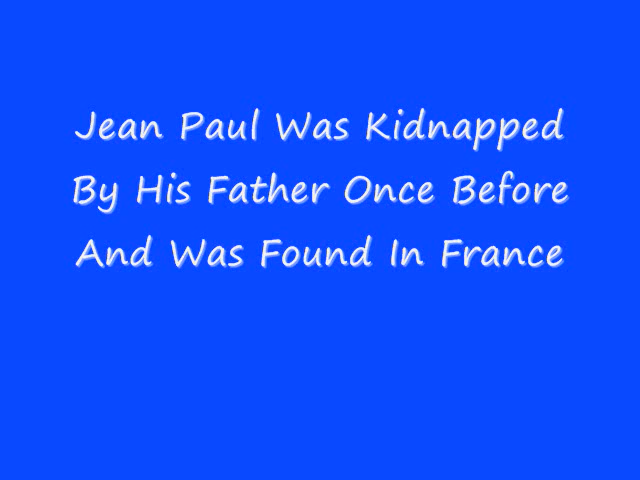 Jean Paul Was Kidnapped
By His Father Once Before
And Was Found In France